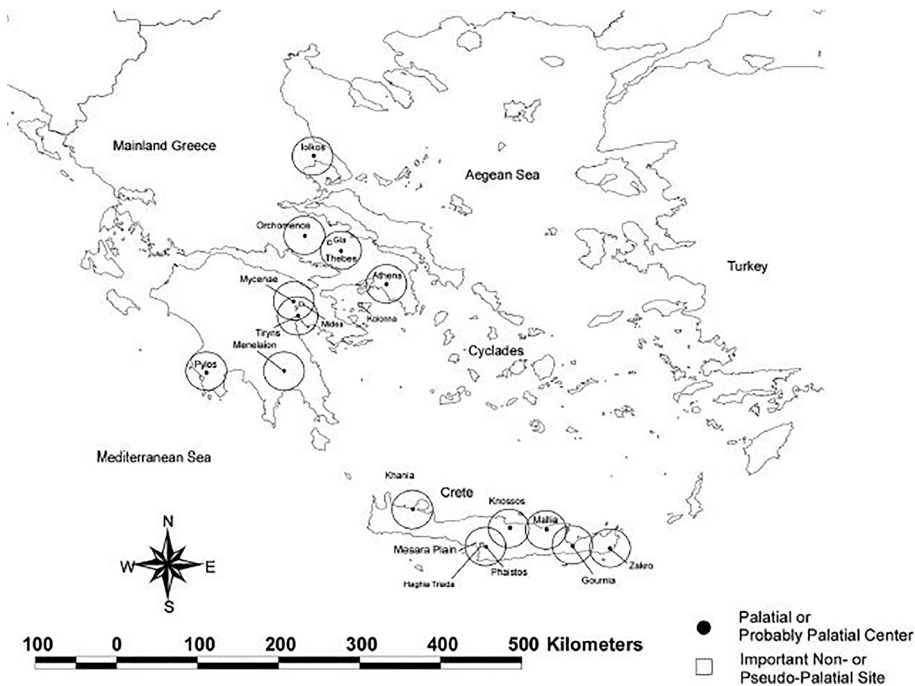 Mainland Greece
Iolkos
Aegean Sea
Orchomenos
Gla
Thebes
Turkey
Athens
Mycenae
Kolonna
Midea
Tiryns
Menelaion
Cyclades
Pylos
Mediterranean Sea
Khania
Crete
Knossos
Mallia
Mesara Plain
Phaistos
Zakro
Haghia Triada
Gournia
N
W E
S
100 0 100 200 300 400 500 Kilometers
Palatial or
Probably Palatial Center
Important Non- or
Pseudo-Palatial Site